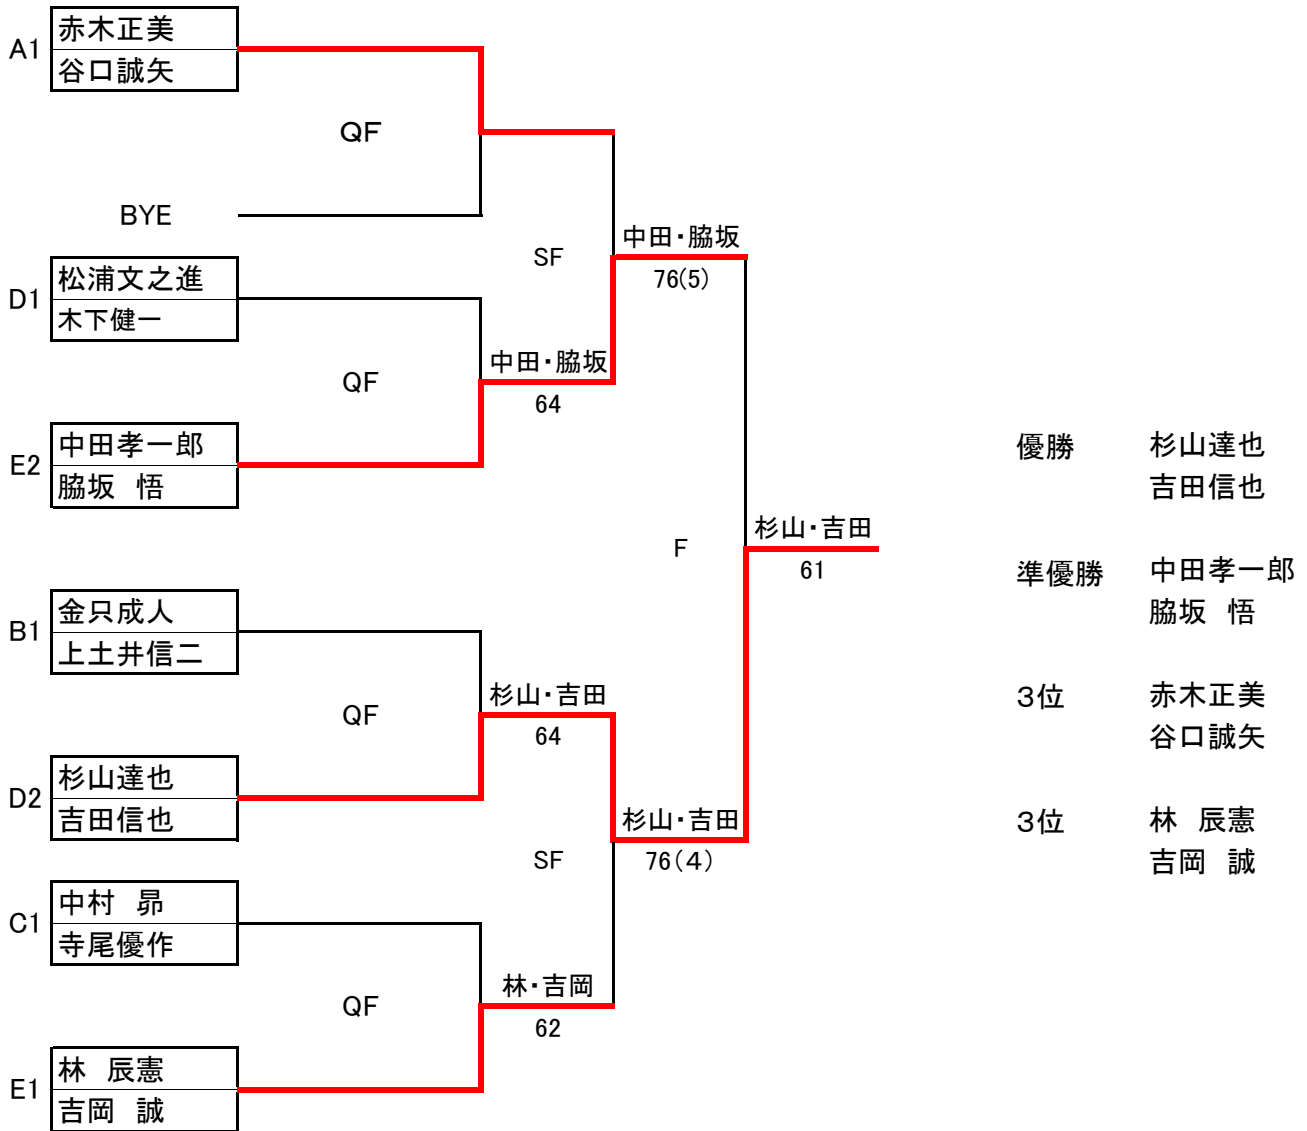 A1
赤木正美
谷口誠矢
QF
BYE
SF
中田・脇坂
76(5)
D1
松浦文之進
木下健一
QF
中田・脇坂
64
E2
中田孝一郎
脇坂　悟
F
杉山・吉田
61
B1
金只成人
上土井信二
QF
杉山・吉田
64
D2
杉山達也
吉田信也
SF
杉山・吉田
76(４)
C1
中村　昴
寺尾優作
QF
林・吉岡
62
E1
林　辰憲
吉岡　誠
優勝　杉山達也
吉田信也
準優勝　中田孝一郎
脇坂　悟
３位　赤木正美
谷口誠矢
３位　林　辰憲
吉岡　誠